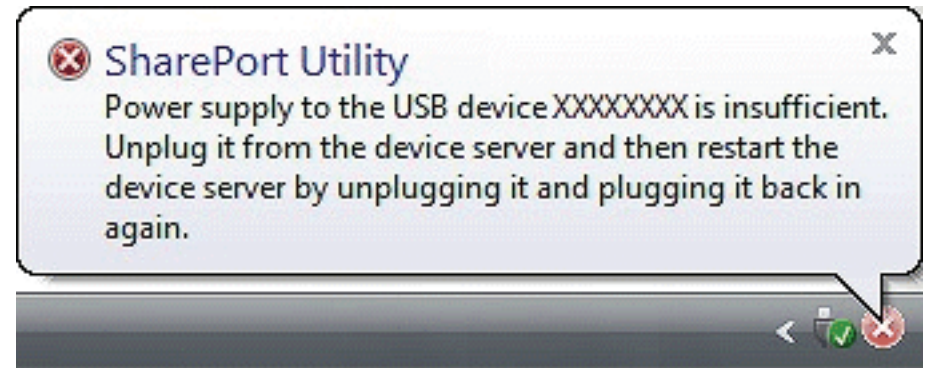 SharePort Utility
Power supply to the USB device XXXXXXXX is insufficient.
Unplug it from the device server and then restart the
device server by unplugging it and plugging it back in
again.